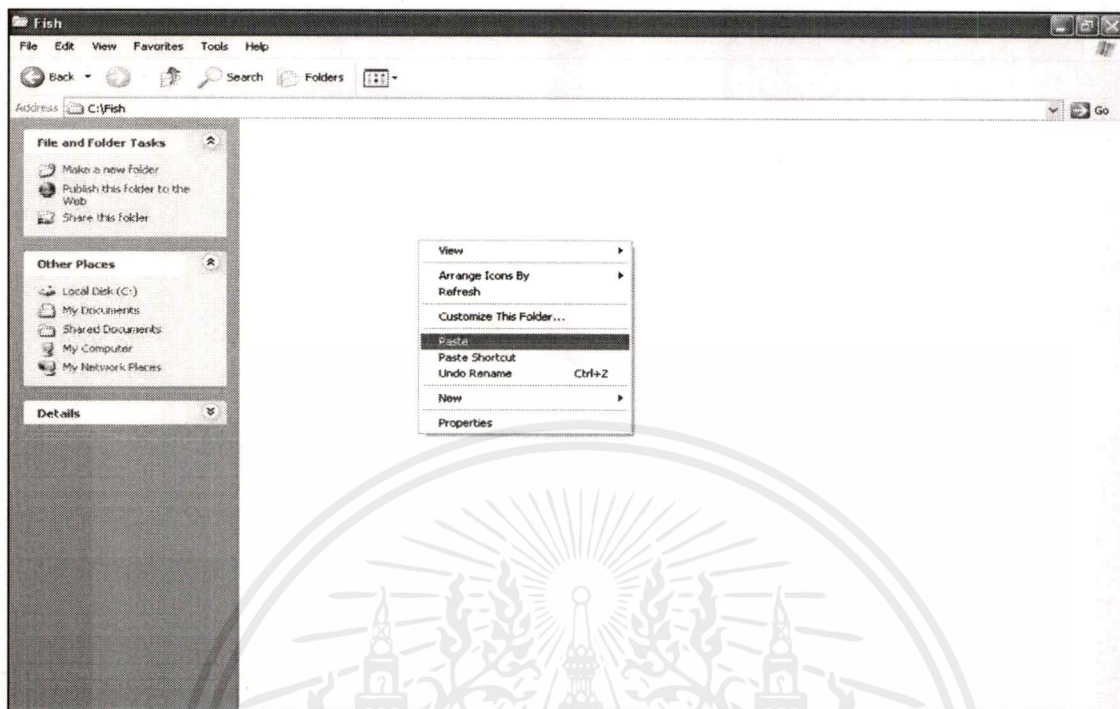 Fish
File Edit View Favorites Tools Help
Back Search Folders
Address C:\Fish Go
File and Folder Tasks
Make a new folder
Publish this folder to the
Web
Share this folder
Other Places
Local Disk (C:)
My Documents
Shared Documents
My Computer
My Network Places
Details
View
Arrange Icons By
Refresh
Customize This Folder...
Paste
Paste Shortcut
Undo Rename Ctrl+Z
New
Properties